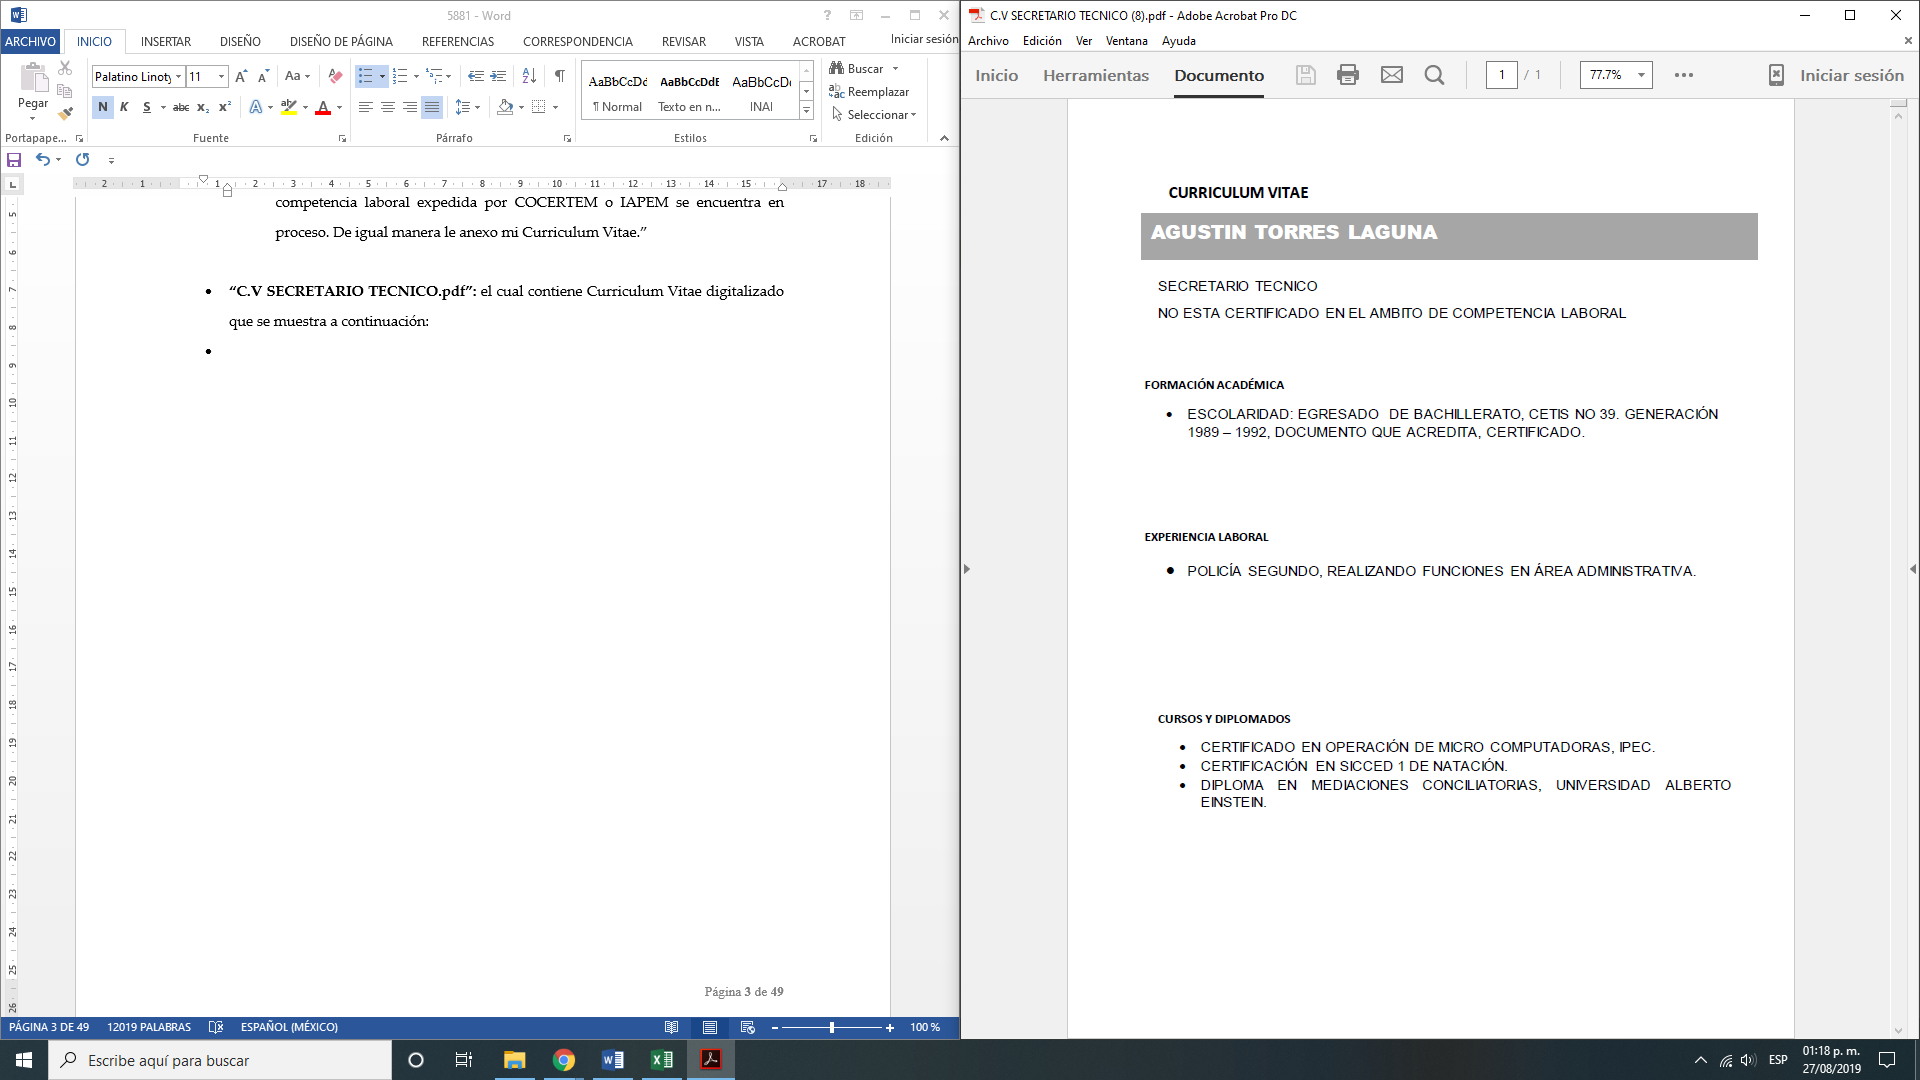 5881 - Word
ARCHIVO INICIO INSERTAR DISEÑO DISEÑO DE PÁGINA REFERENCIAS CORRESPONDENCIA REVISAR VISTA ACROBAT Iniciar sesión
Pegar
Portapape...
Palatino Linoty 11
Fuente
Párrafo
AaBbCcDd AaBbCcDdE AaBbCcDd
¶ Normal Texto en n... INAI
Estilos
Buscar
Reemplazar
Seleccionar
Edición
competencia laboral expedida por COCERTEM o IAPEM se encuentra en
proceso. De igual manera le anexo mi Curriculum Vitae.”
• “C.V SECRETARIO TECNICO.pdf”: el cual contiene Curriculum Vitae digitalizado
que se muestra a continuación:
•
Página 3 de 49
PÁGINA 3 DE 49 12019 PALABRAS ESPAÑOL (MÉXICO) 100 %
C.V SECRETARIO TECNICO (8).pdf - Adobe Acrobat Pro DC
Archivo Edición Ver Ventana Ayuda
Inicio Herramientas Documento 1 / 1 77.7% Iniciar sesión
CURRICULUM VITAE
AGUSTIN TORRES LAGUNA
SECRETARIO TECNICO
NO ESTA CERTIFICADO EN EL AMBITO DE COMPETENCIA LABORAL
FORMACIÓN ACADÉMICA
• ESCOLARIDAD: EGRESADO DE BACHILLERATO, CETIS NO 39. GENERACIÓN
1989 – 1992, DOCUMENTO QUE ACREDITA, CERTIFICADO.
EXPERIENCIA LABORAL
• POLICÍA SEGUNDO, REALIZANDO FUNCIONES EN ÁREA ADMINISTRATIVA.
CURSOS Y DIPLOMADOS
• CERTIFICADO EN OPERACIÓN DE MICRO COMPUTADORAS, IPEC.
• CERTIFICACIÓN EN SICCED 1 DE NATACIÓN.
• DIPLOMA EN MEDIACIONES CONCILIATORIAS, UNIVERSIDAD ALBERTO
EINSTEIN.
Escribe aquí para buscar
ESP
01:18 p. m.
27/08/2019